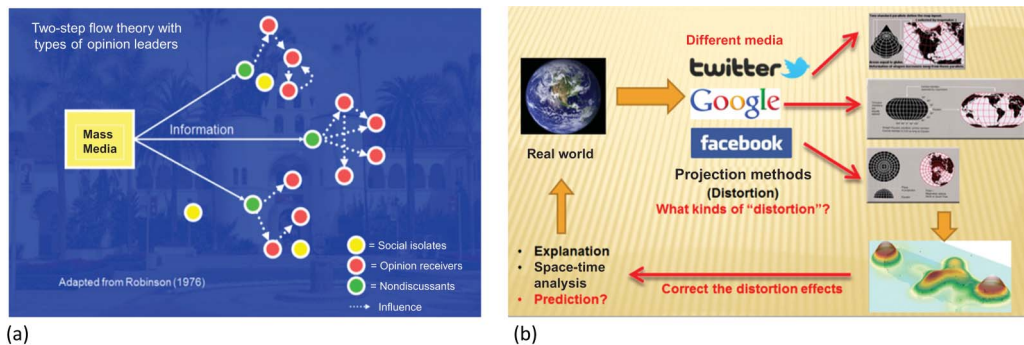 Two-step flow theory with
types of opinion leaders
Mass
Media
Information
= Social isolates
= Opinion receivers
= Nondiscussants
Influence
Adapted from Robinson (1976)
(a)
Different media
twitter
Google
facebook
Real world
Projection methods
(Distortion)
What kinds of “distortion”?
• Explanation
• Space-time
analysis
• Prediction?
Correct the distortion effects
(b)